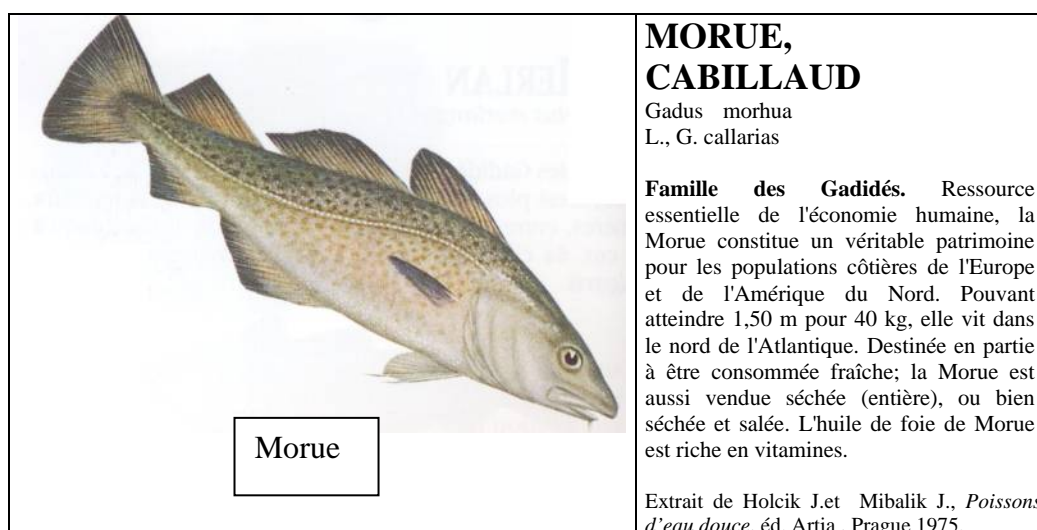 MORUE,
CABILLAUD
Gadus morhua
L., G. callarias
Famille des Gadidés. Ressource
essentielle de l'économie humaine, la
Morue constitue un véritable patrimoine
pour les populations côtières de l'Europe
et de l'Amérique du Nord. Pouvant
atteindre 1,50 m pour 40 kg, elle vit dans
le nord de l'Atlantique. Destinée en partie
à être consommée fraîche; la Morue est
aussi vendue séchée (entière), ou bien
séchée et salée. L'huile de foie de Morue
est riche en vitamines.
Extrait de Holcik J.et Mibalik J., Poissons
d'eau douce, éd. Artia, Prague 1975
Morue